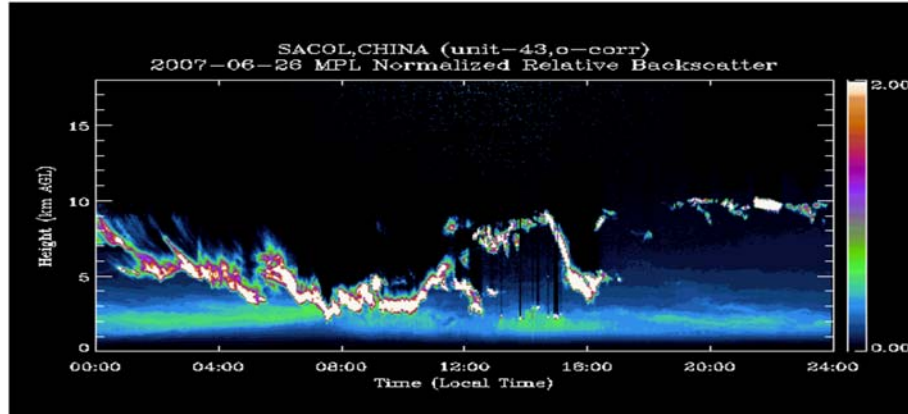 SACOL,CHINA (unit-43,o-corr)
2007-06-26 MPL Normalized Relative Backscatter
2.00
15
10
5
0
Height (km AGL)
0.00
00:00 04:00 08:00 12:00 16:00 20:00 24:00
Time (Local Time)